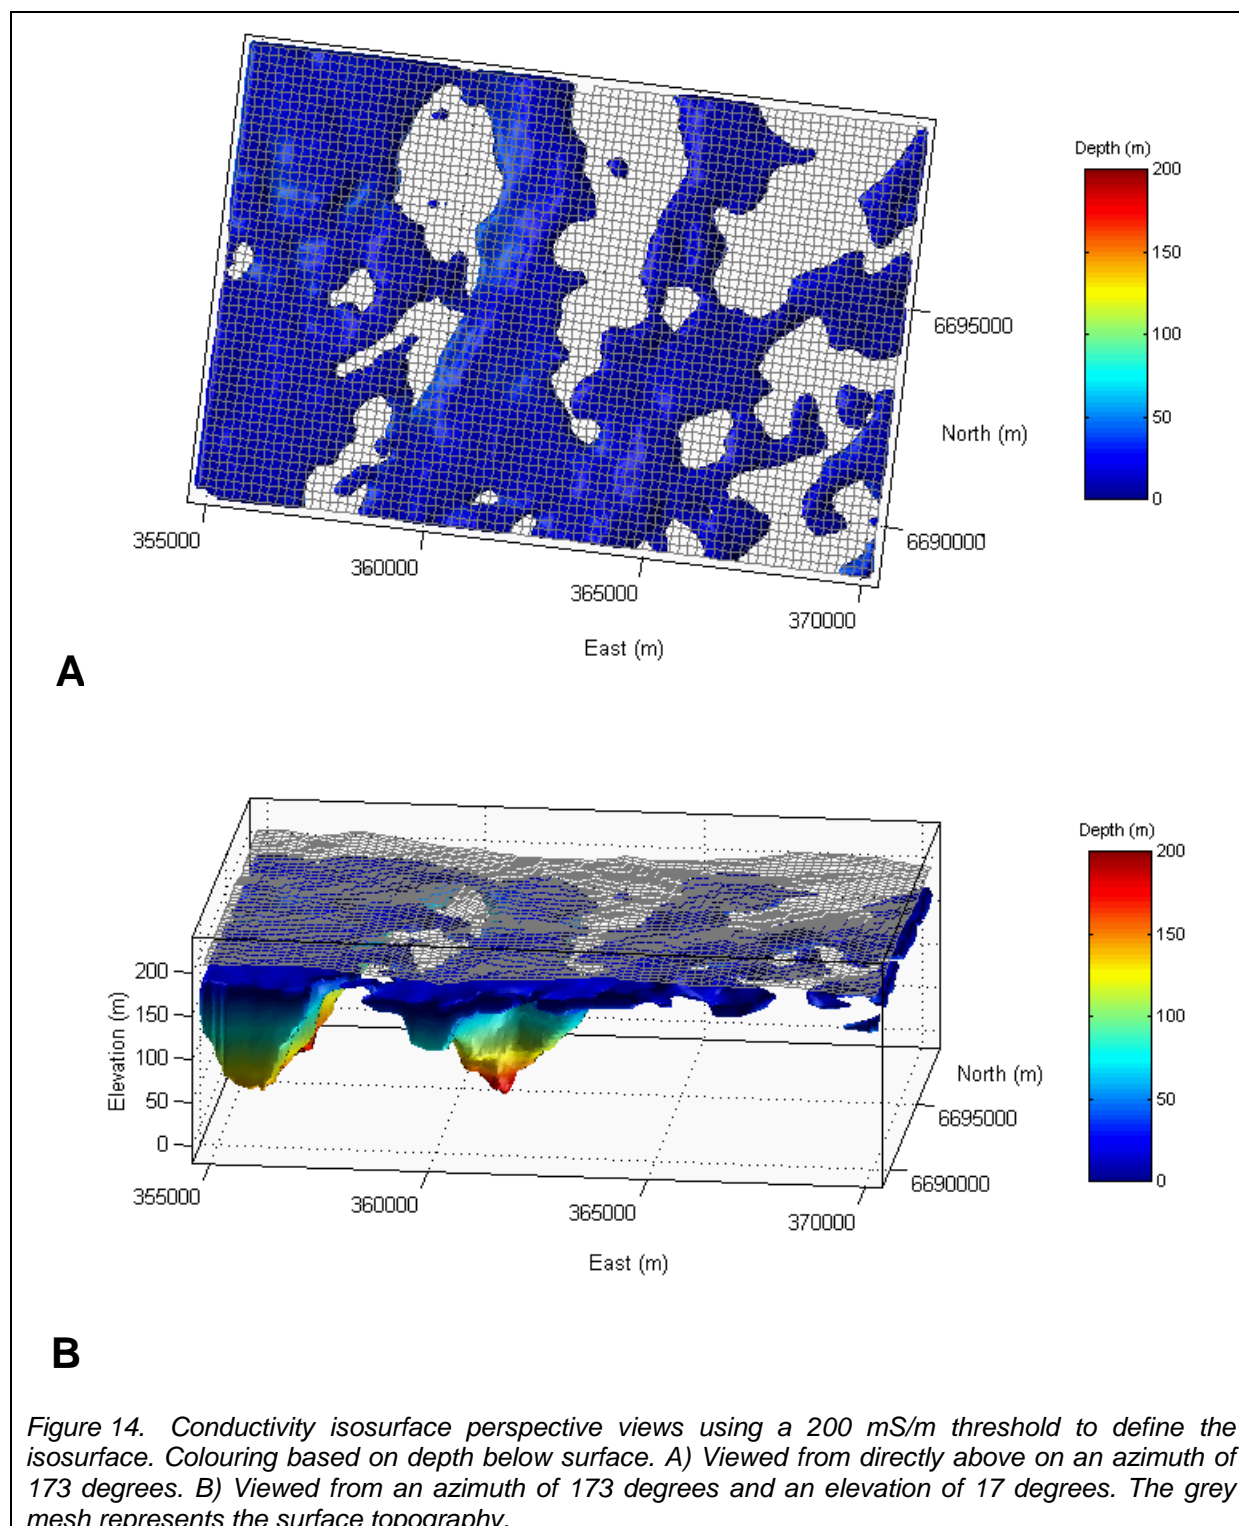 Depth (m)
200
150
100
50
0
6695000
North (m)
6690000
355000
360000
365000
370000
East (m)
A
Depth (m)
200
150
100
50
0
200
150
100
50
0
Elevation (m)
North (m)
6695000
6690000
355000
360000
365000
370000
East (m)
B
Figure 14. Conductivity isosurface perspective views using a 200 mS/m threshold to define the
isosurface. Colouring based on depth below surface. A) Viewed from directly above on an azimuth of
173 degrees. B) Viewed from an azimuth of 173 degrees and an elevation of 17 degrees. The grey
mesh represents the surface topography.